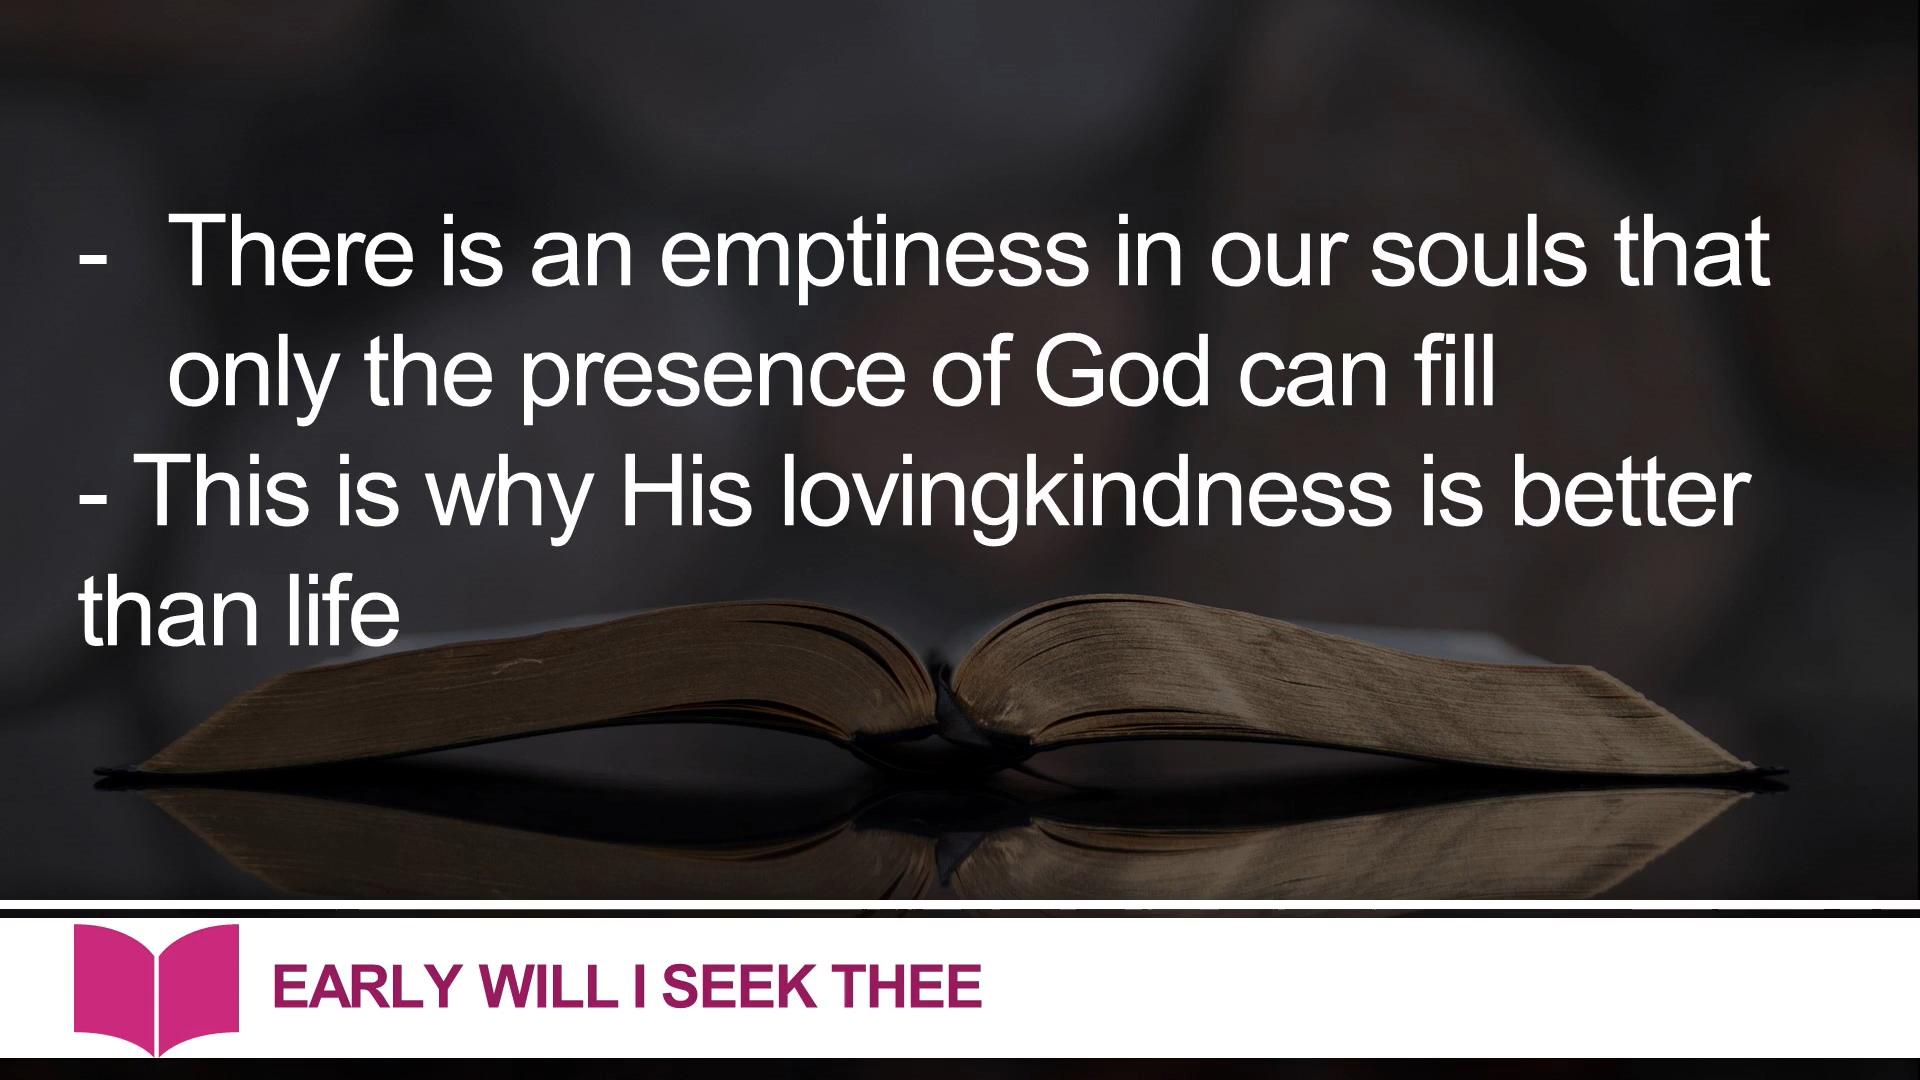 - There is an emptiness in our souls that
only the presence of God can fill
- This is why His lovingkindness is better
than life
EARLY WILL I SEEK THEE